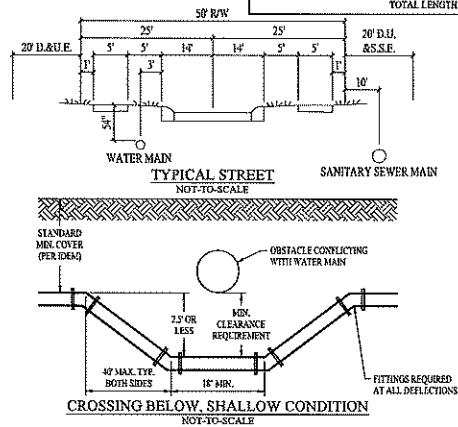 TOTAL LENGTH
50' R/W
25' 25'
20' D.&U.E. 5' 5' 14' 14' 5' 5' 20' D.U.
&S.S.E.
1' 3' 1' 10'
54"
WATER MAIN
SANITARY SEWER MAIN
TYPICAL STREET
NOT-TO-SCALE
STANDARD
MIN. COVER
(PER IDEM)
OBSTACLE CONFLICTING
WITH WATER MAIN
7.5' OR
LESS
MIN.
CLEARANCE
REQUIREMENT
40' MAX. TYP.
BOTH SIDES
18' MIN.
FITTINGS REQUIRED
AT ALL DEFLECTIONS
CROSSING BELOW, SHALLOW CONDITION
NOT-TO-SCALE